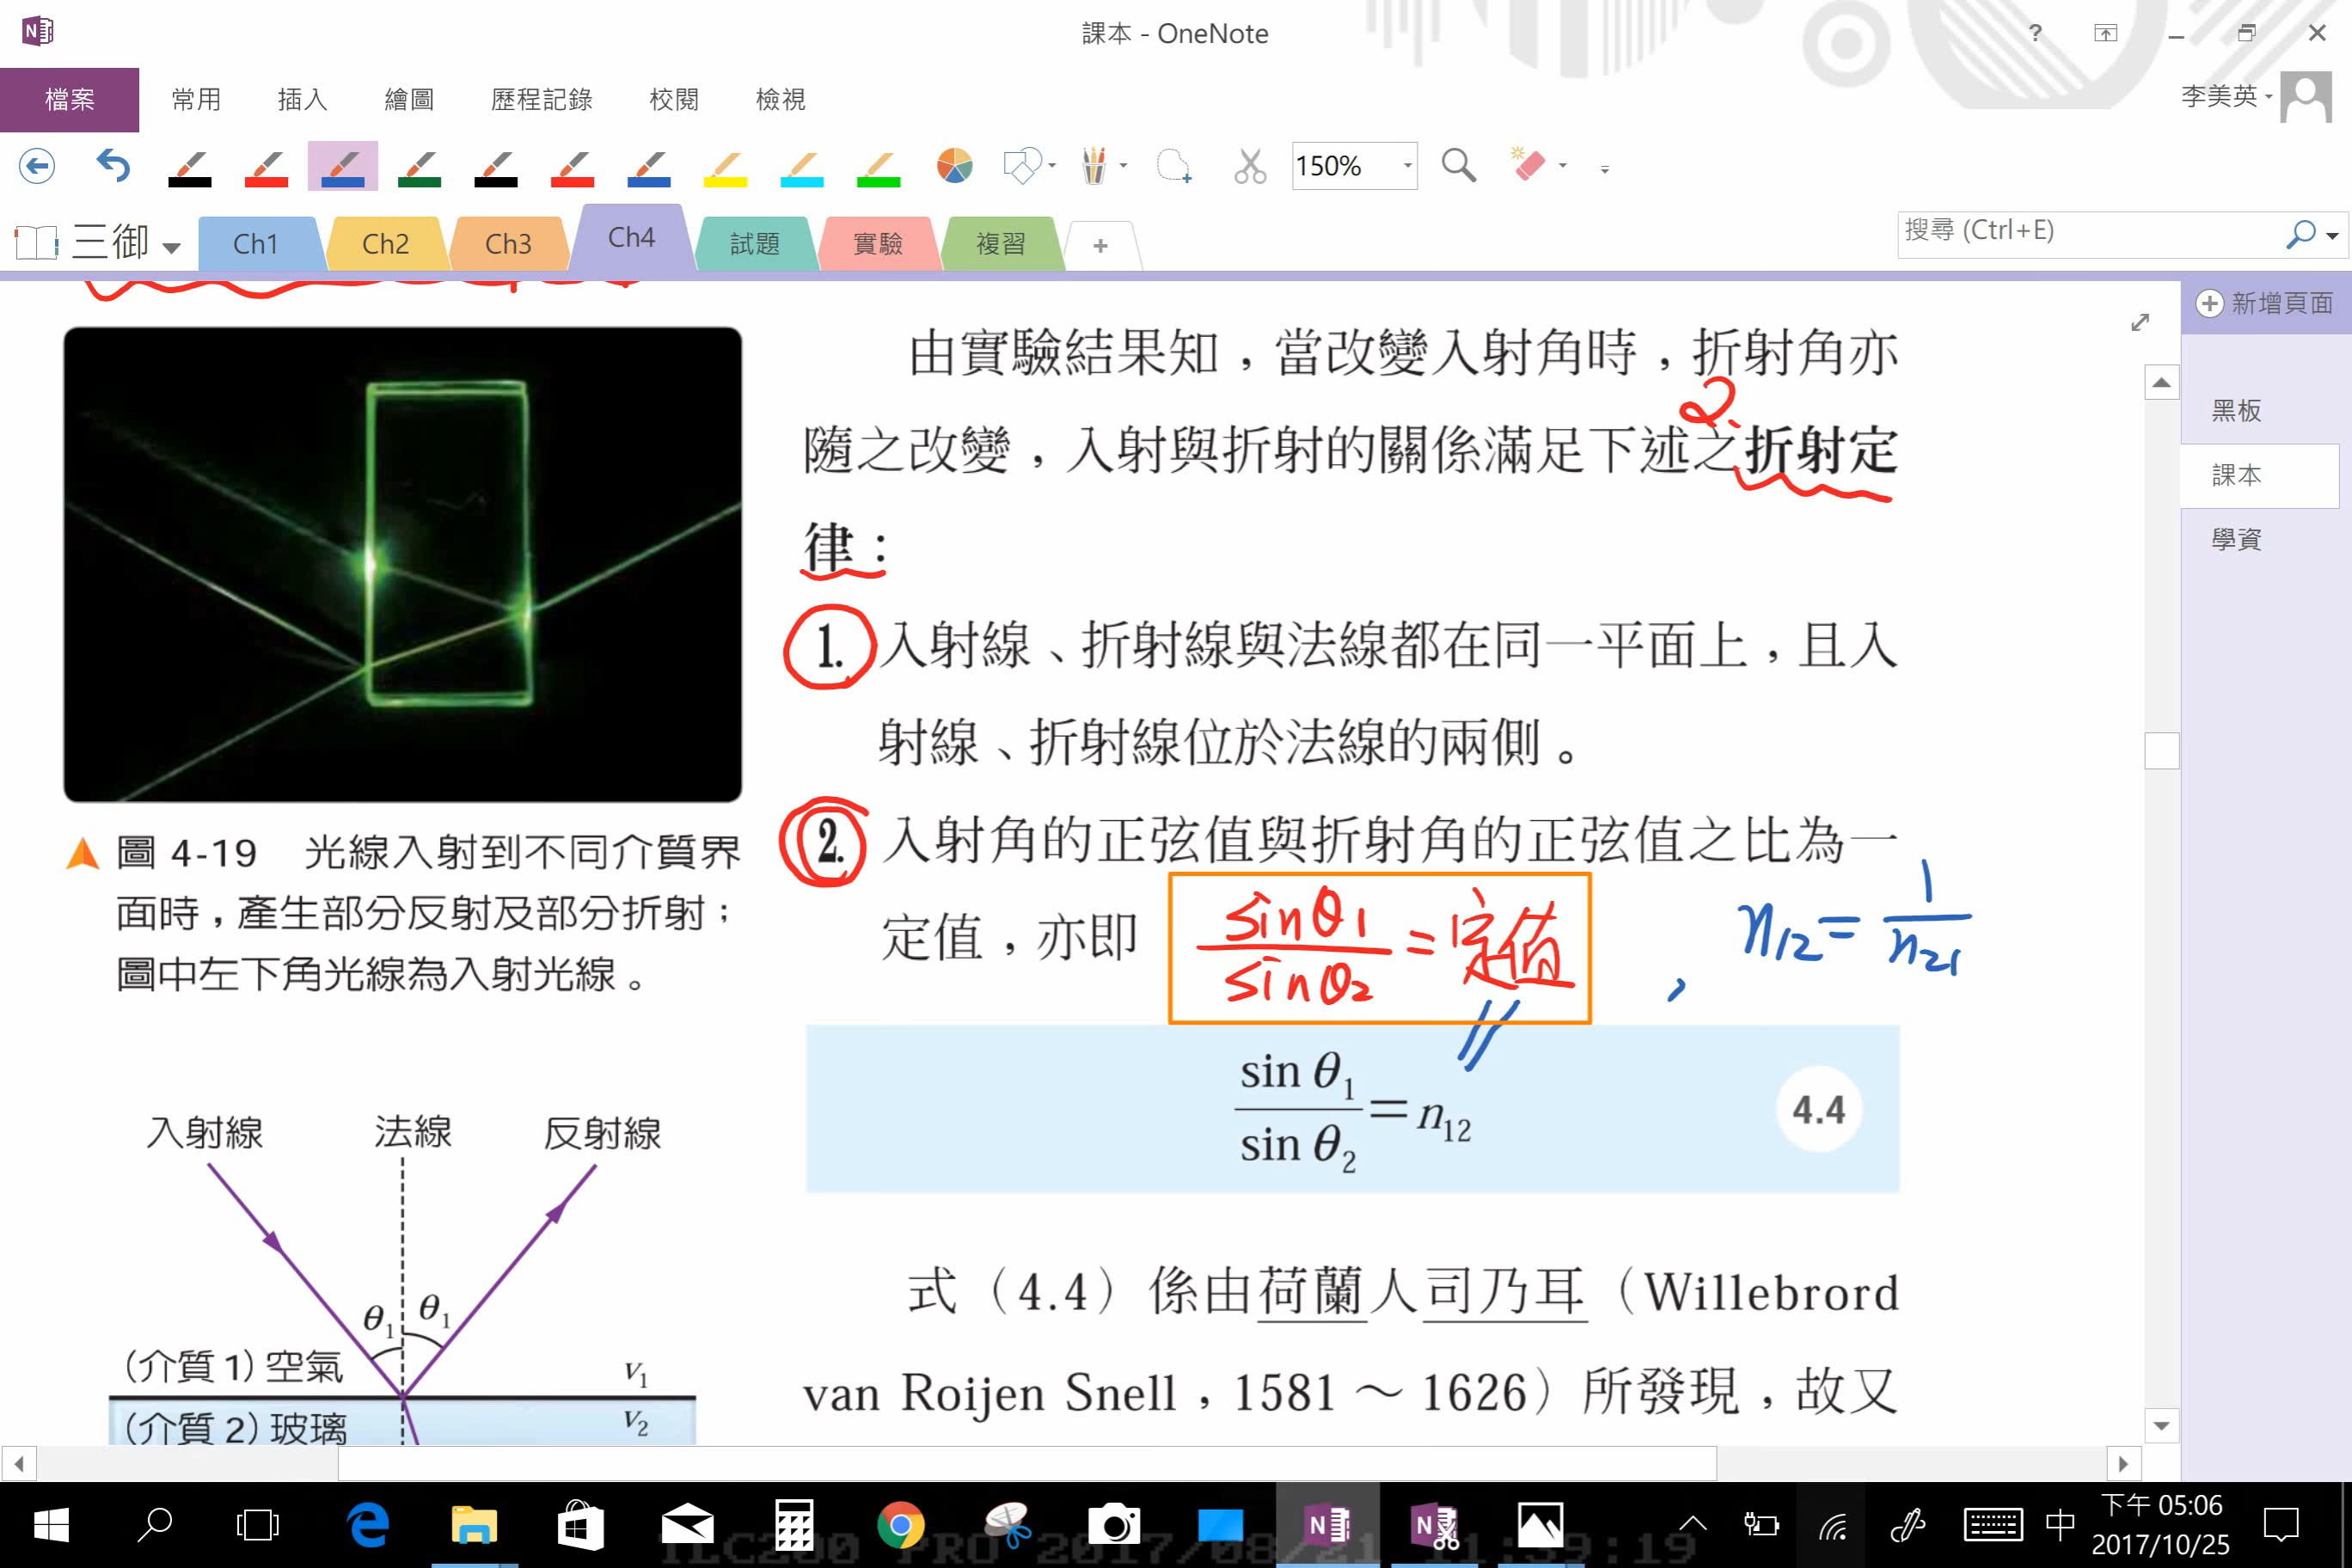 課本 - OneNote
?
檔案 常用 插入 繪圖 歷程記錄 校閱 檢視 李美英
150%
三御 Ch1 Ch2 Ch3 Ch4 試題 實驗 複習 +
搜尋 (Ctrl+E)
新增頁面
黑板
課本
學資
由實驗結果知，當改變入射角時，折射角亦
2.
隨之改變，入射與折射的關係滿足下述之折射定
律：
1. 入射線、折射線與法線都在同一平面上，且入
射線、折射線位於法線的兩側。
2. 入射角的正弦值與折射角的正弦值之比為一
定值，亦即 sinθ1/sinθ2 = 定值 , n12 = 1/n21
sin θ1/sin θ2 = n12 4.4
式（4.4）係由荷蘭人司乃耳（Willebrord
van Roijen Snell，1581～1626）所發現，故又
圖 4-19 光線入射到不同介質界
面時，產生部分反射及部分折射；
圖中左下角光線為入射光線。
入射線 法線 反射線
θ1 θ1
(介質 1) 空氣 v1
(介質 2) 玻璃 v2
中 下午 05:06
2017/10/25
ILC200 PRO 2017/08/21 11:39:19